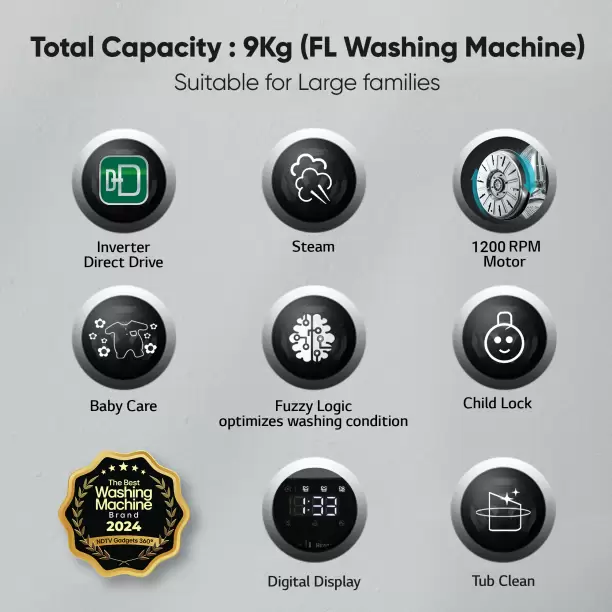 Total Capacity : 9Kg (FL Washing Machine)
Suitable for Large families
Inverter
Direct Drive
Steam
1200 RPM
Motor
Baby Care
Fuzzy Logic
optimizes washing condition
Child Lock
The Best
Washing
Machine
Brand
2024
NDTV Gadgets 360°
1:33
Digital Display
Tub Clean